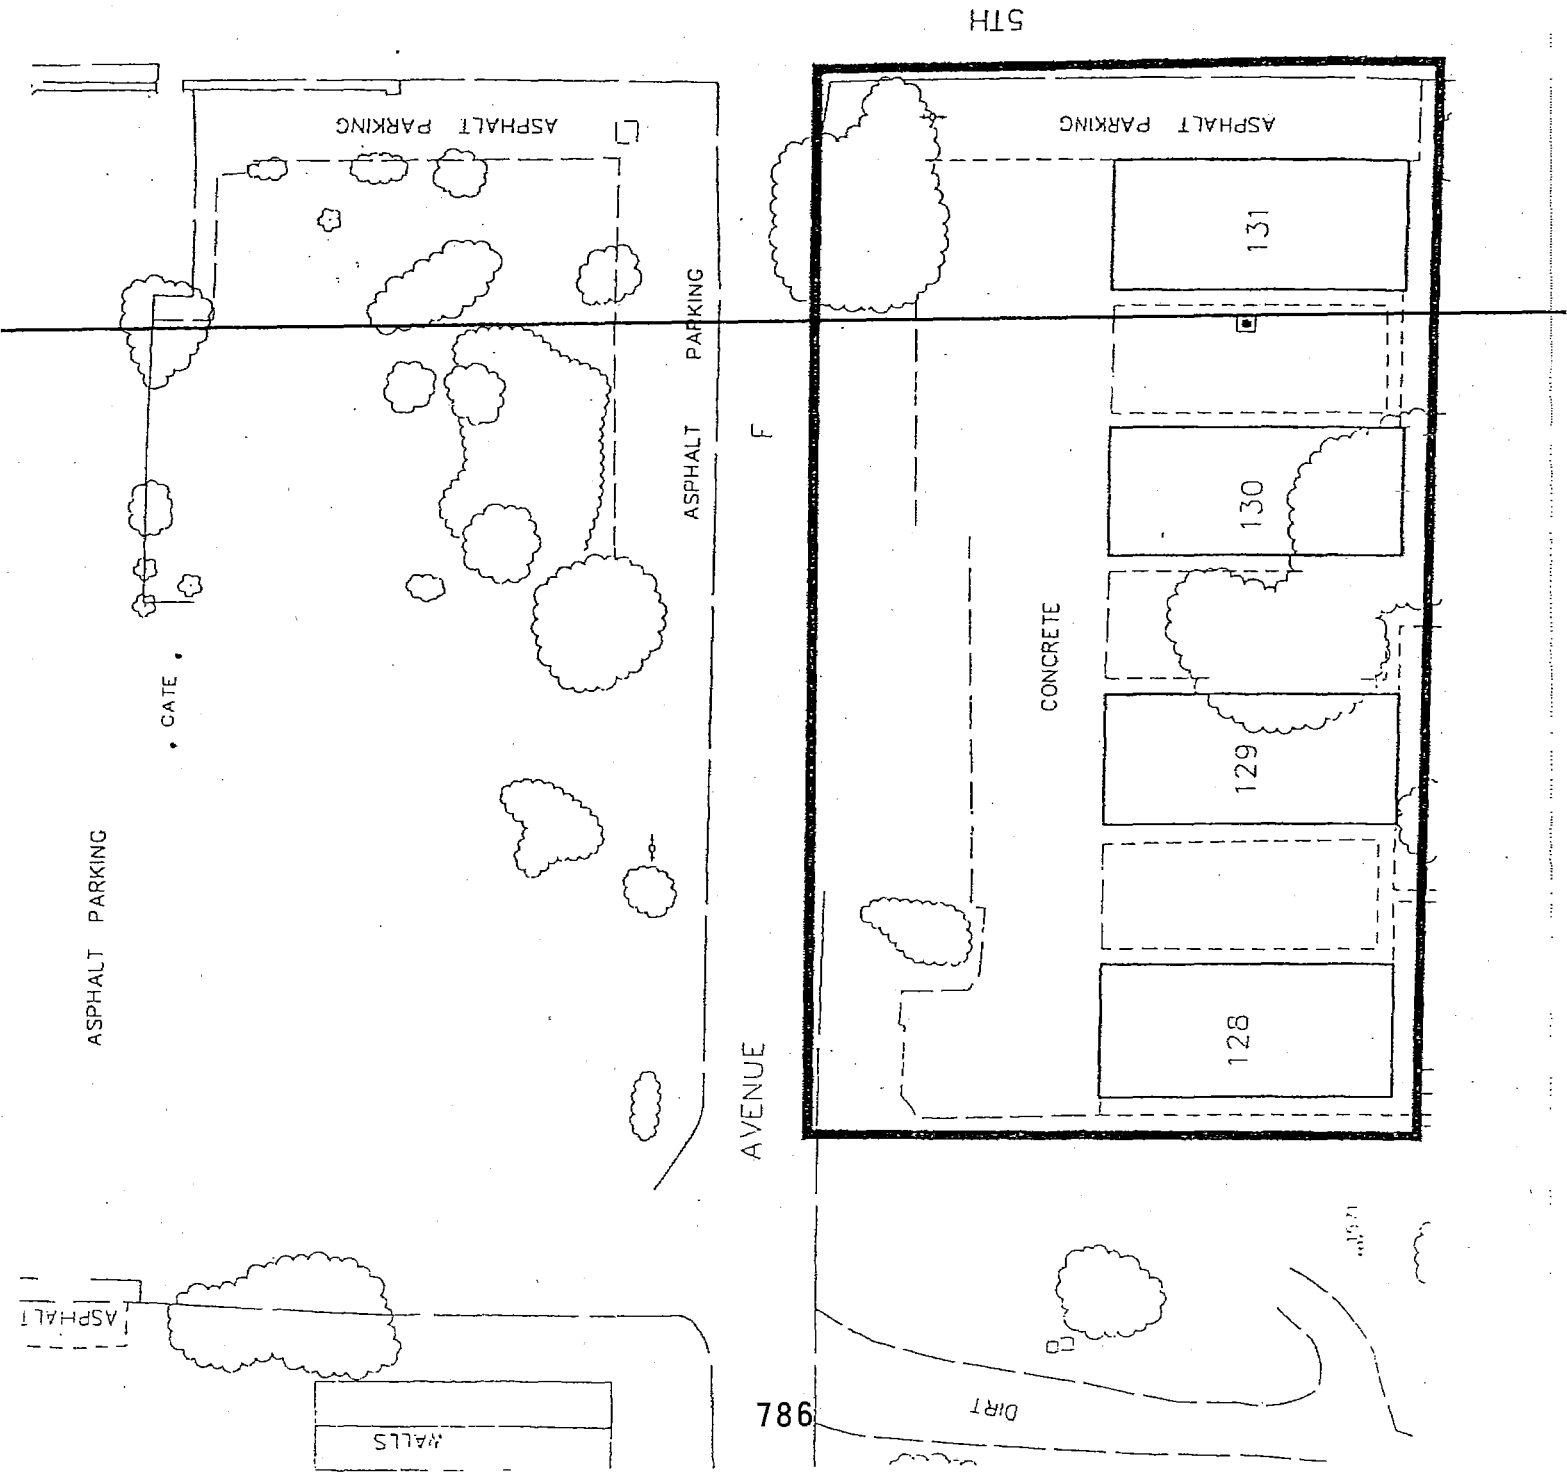 5TH
ASPHALT PARKING
ASPHALT PARKING
131
ASPHALT PARKING
F
130
CONCRETE
GATE
129
ASPHALT PARKING
128
AVENUE
ASPHALT
786
DIRT
WALLS